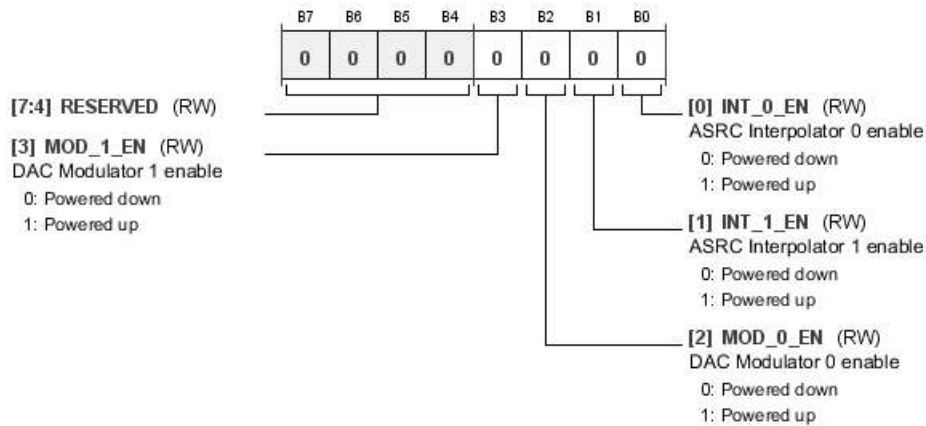 B7 B6 B5 B4 B3 B2 B1 B0
0 0 0 0 0 0 0 0
[7:4] RESERVED (RW)
[3] MOD_1_EN (RW)
DAC Modulator 1 enable
0: Powered down
1: Powered up
[0] INT_0_EN (RW)
ASRC Interpolator 0 enable
0: Powered down
1: Powered up
[1] INT_1_EN (RW)
ASRC Interpolator 1 enable
0: Powered down
1: Powered up
[2] MOD_0_EN (RW)
DAC Modulator 0 enable
0: Powered down
1: Powered up